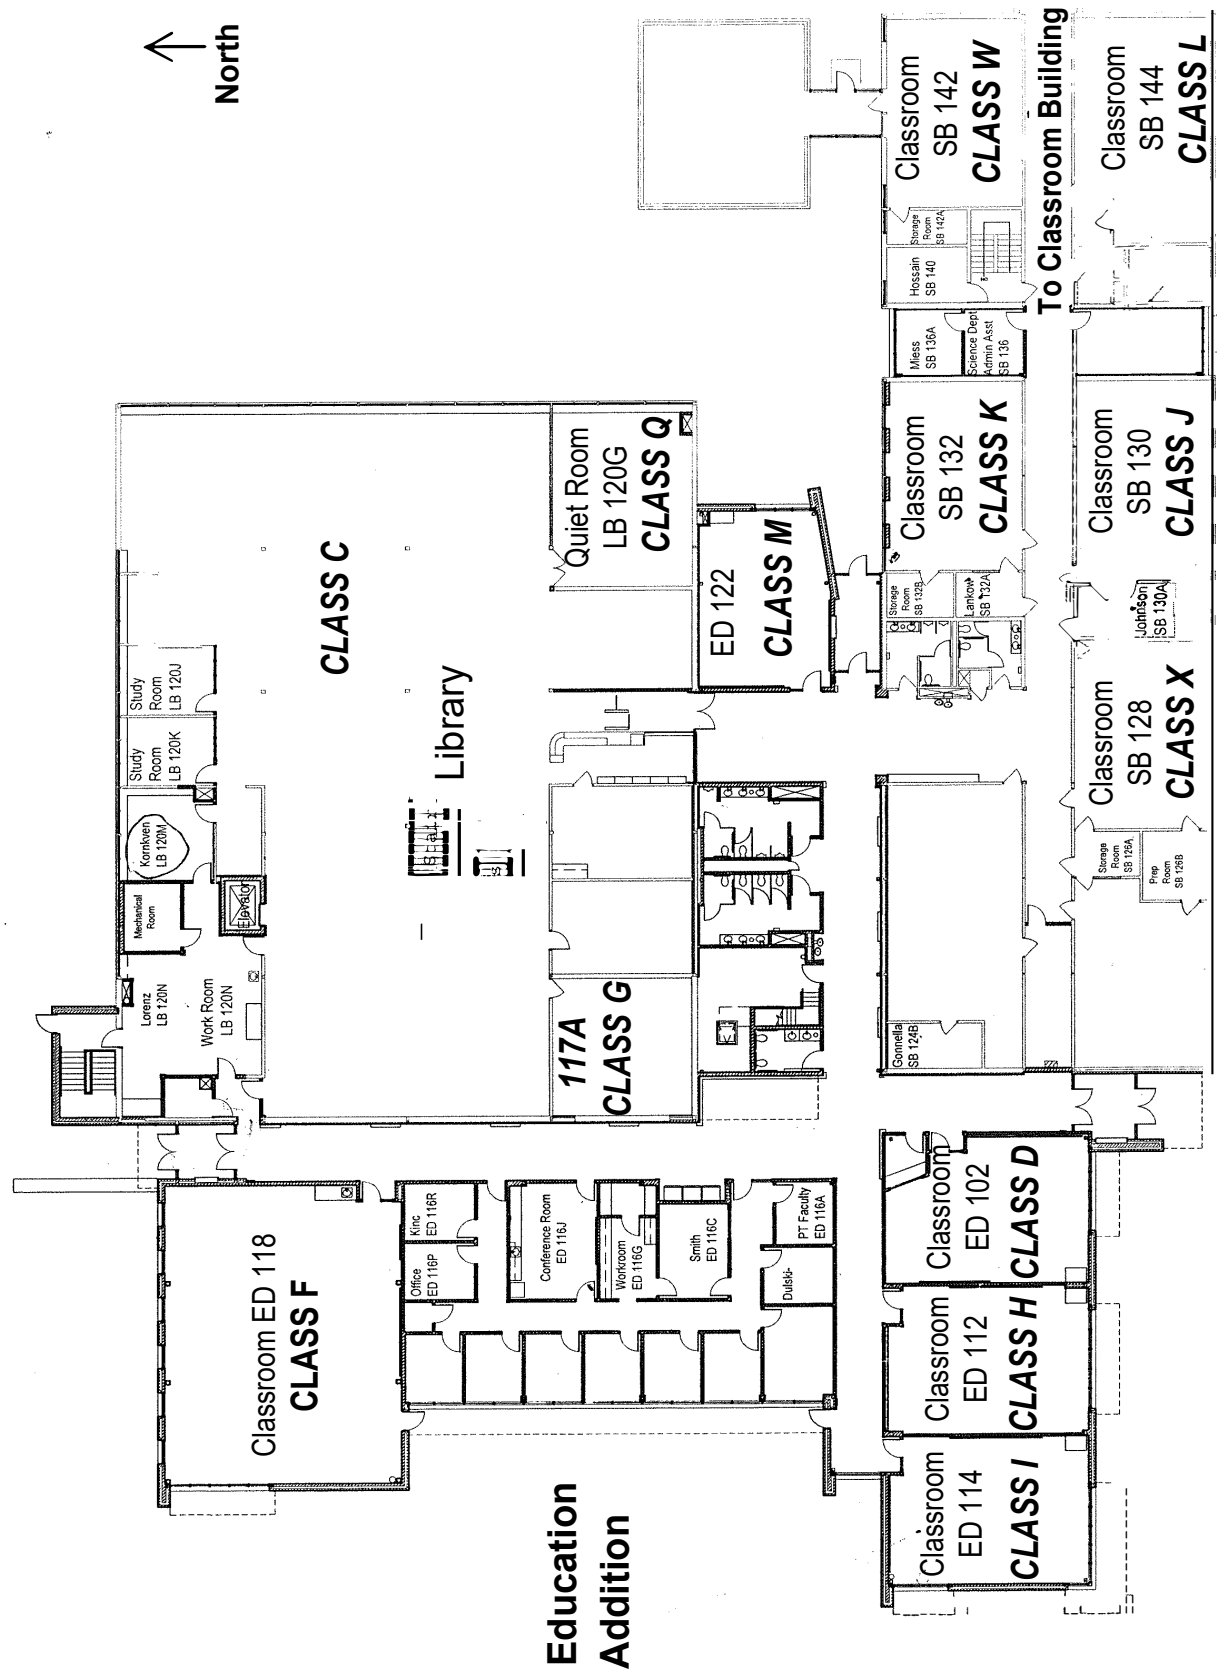 North
Classroom
SB 142
CLASS W
To Classroom Building
Classroom
SB 144
CLASS L
Storage
Room
SB 142A
Hossain
SB 140
Miess
SB 136A
Science Dept
Admin Asst
SB 136
CLASS C
Quiet Room
LB 120G
CLASS Q
ED 122
CLASS M
Classroom
SB 132
CLASS K
Classroom
SB 130
CLASS J
Storage
Room
SB 132B
Lankow
SB 132A
Johnson
SB 130A
Study
Room
LB 120J
Study
Room
LB 120K
Library
Stair
Classroom
SB 128
CLASS X
Kornkven
LB 120M
Mechanical
Room
Elevator
Storage
Room
SB 126A
Prep
Room
SB 126B
Lorenz
LB 120N
Work Room
LB 120N
117A
CLASS G
Gonnella
SB 124B
Classroom ED 118
CLASS F
Kinc
ED 116R
Office
ED 116P
Conference Room
ED 116J
Workroom
ED 116G
Smith
ED 116C
PT Faculty
ED 116A
Dulski-
Classroom
ED 102
CLASS D
Classroom
ED 112
CLASS H
Classroom
ED 114
CLASS I
Education
Addition